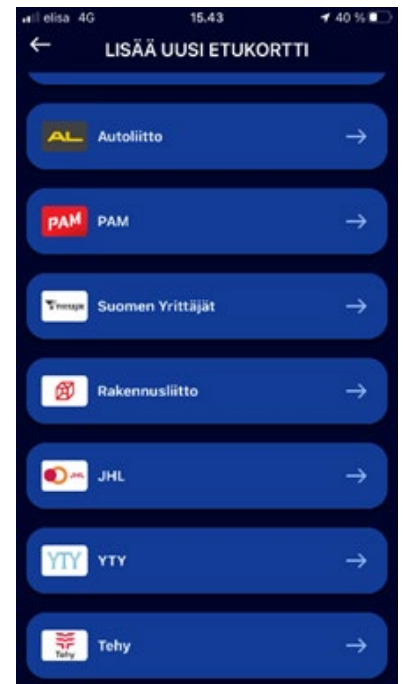 elisa 4G 15.43 40 %
LISÄÄ UUSI ETUKORTTI
AL Autoliitto
PAM PAM
Suomen Yrittäjät
Rakennusliitto
JHL JHL
YTY YTY
Tehy Tehy